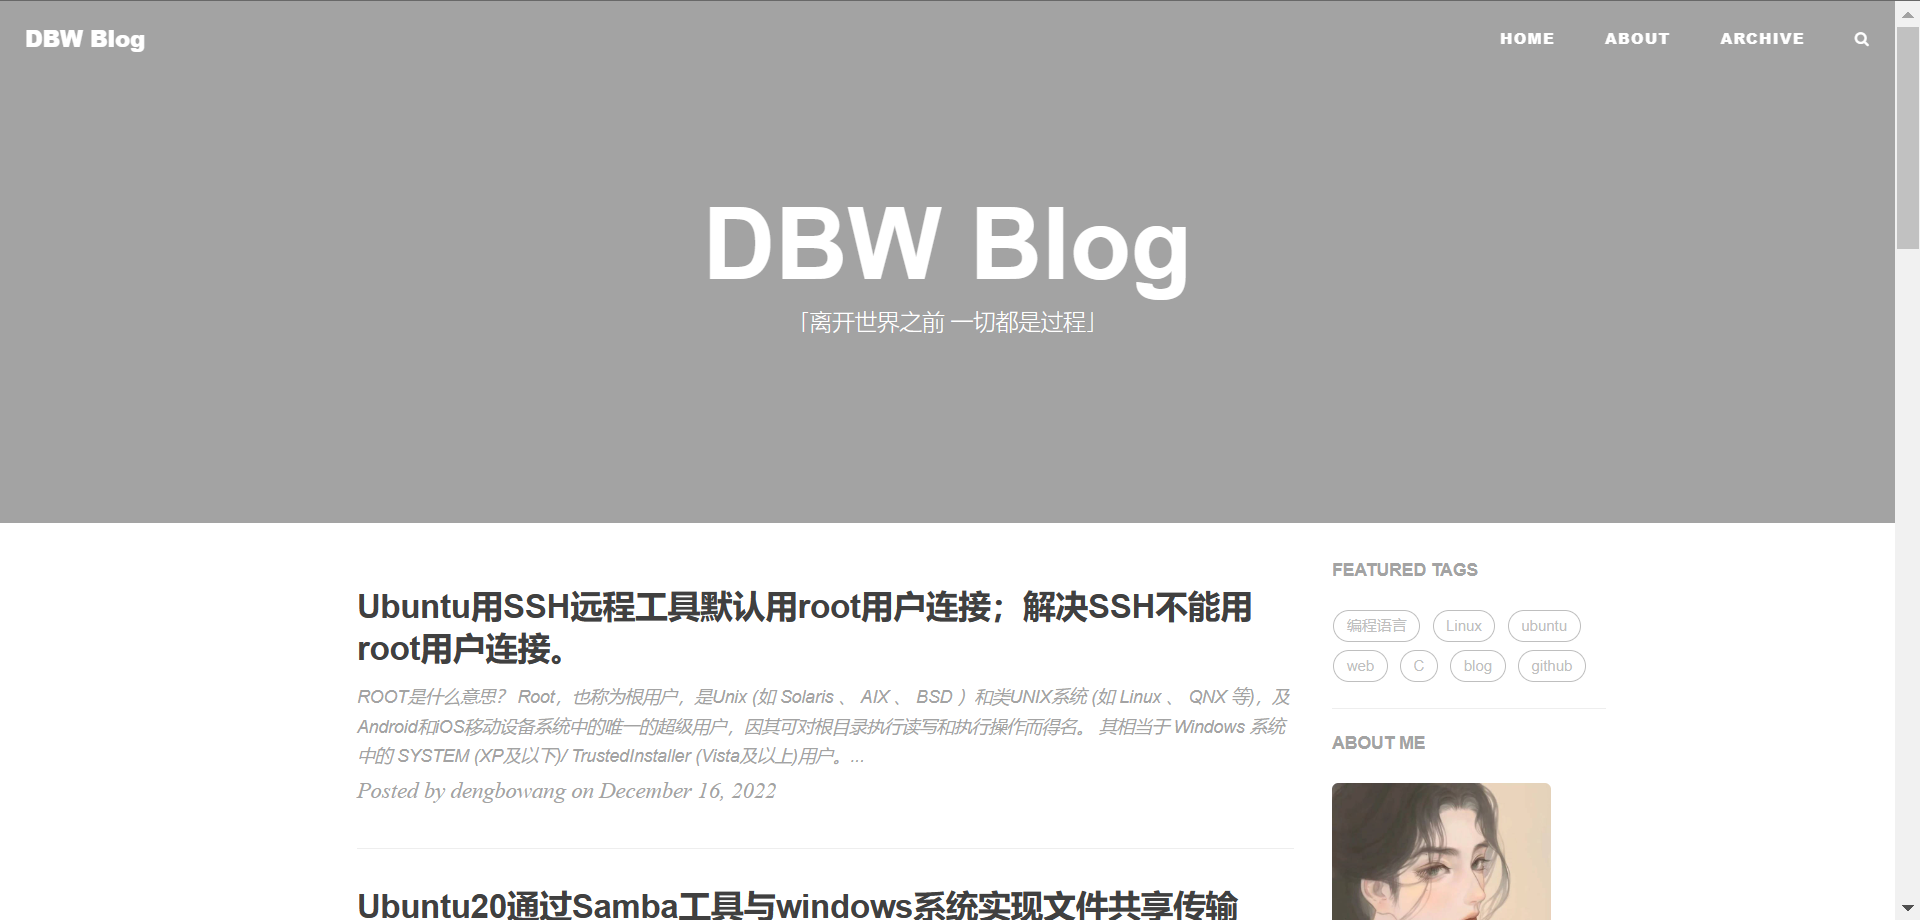 DBW Blog
HOME ABOUT ARCHIVE
DBW Blog
「离开世界之前 一切都是过程」
Ubuntu用SSH远程工具默认用root用户连接；解决SSH不能用
root用户连接。
ROOT是什么意思？ Root，也称为根用户，是Unix (如 Solaris 、 AIX 、 BSD ）和类UNIX系统 (如 Linux 、 QNX 等)，及
Android和iOS移动设备系统中的唯一的超级用户，因其可对根目录执行读写和执行操作而得名。 其相当于 Windows 系统
中的 SYSTEM (XP及以下)/ TrustedInstaller (Vista及以上)用户。...
Posted by dengbowang on December 16, 2022
Ubuntu20通过Samba工具与windows系统实现文件共享传输
FEATURED TAGS
编程语言 Linux ubuntu
web C blog github
ABOUT ME